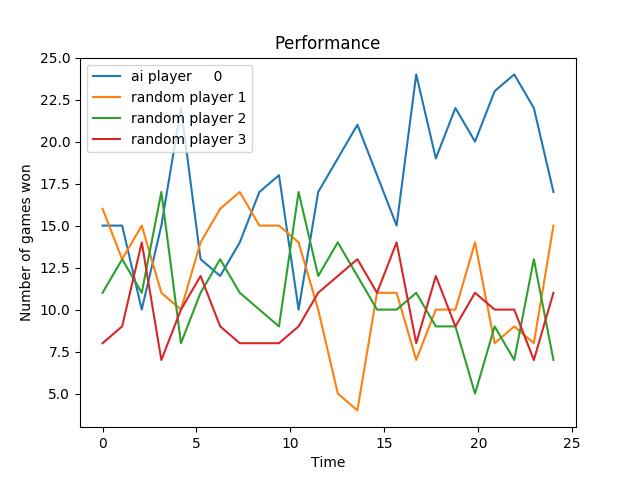 Performance
ai player 0
random player 1
random player 2
random player 3
Number of games won
25.0
22.5
20.0
17.5
15.0
12.5
10.0
7.5
5.0
0 5 10 15 20 25
Time